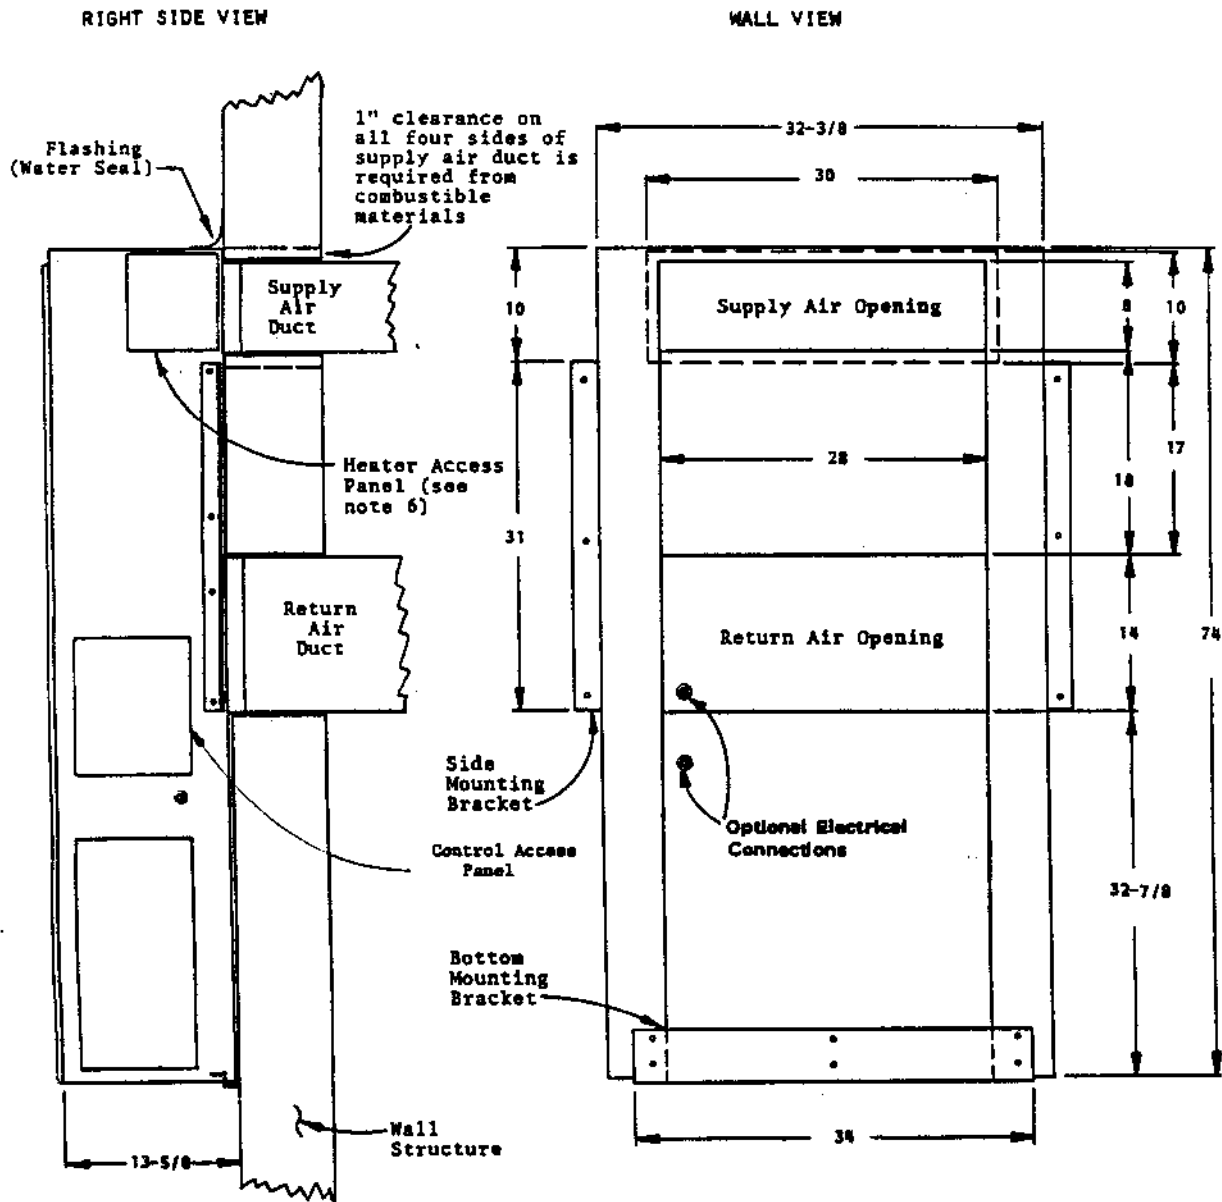 RIGHT SIDE VIEW
WALL VIEW
1" clearance on
all four sides of
supply air duct is
required from
combustible
materials
Flashing
(Water Seal)
32-3/8
30
Supply
Air
Duct
10
Supply Air Opening
8
10
Heater Access
Panel (see
note 6)
28
18
17
31
Return
Air
Duct
Return Air Opening
14
74
Side
Mounting
Bracket
Optional Electrical
Connections
Control Access
Panel
32-7/8
Bottom
Mounting
Bracket
Wall
Structure
13-5/8
34